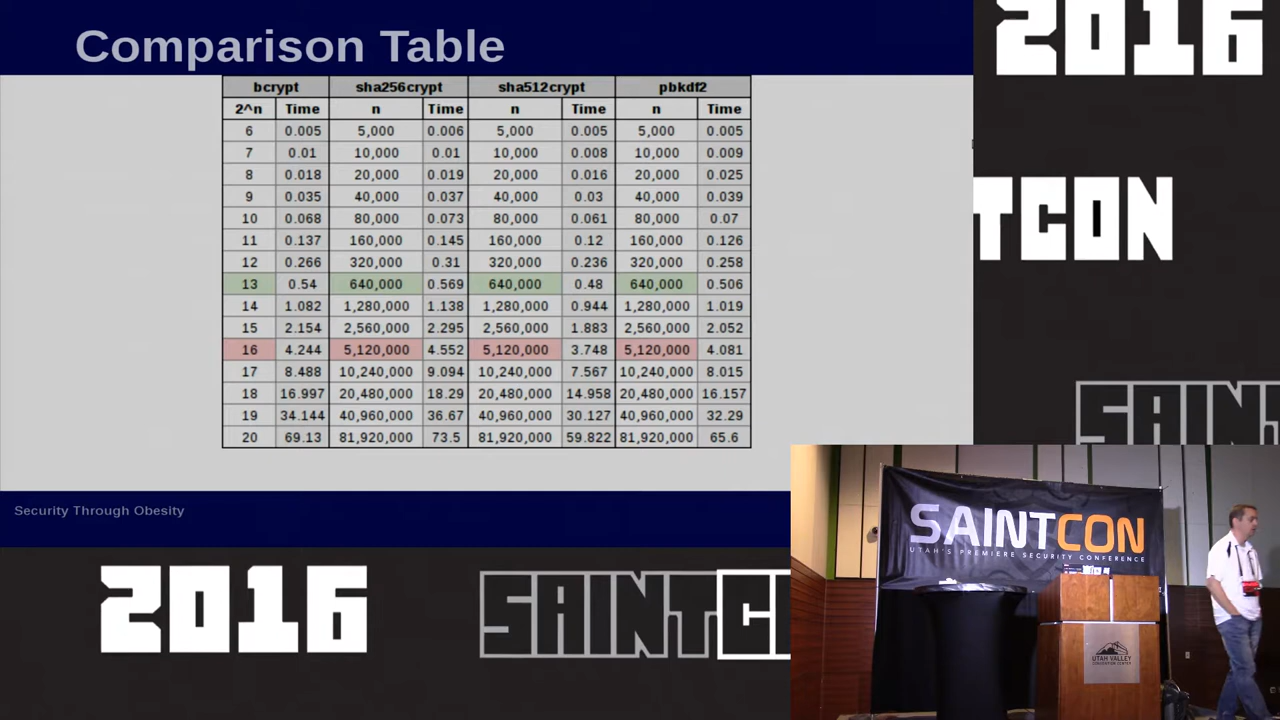 Comparison Table
bcrypt sha256crypt sha512crypt pbkdf2
2^n Time n Time n Time n Time
6 0.005 5,000 0.006 5,000 0.005 5,000 0.005
7 0.01 10,000 0.01 10,000 0.008 10,000 0.009
8 0.018 20,000 0.019 20,000 0.016 20,000 0.025
9 0.035 40,000 0.037 40,000 0.03 40,000 0.039
10 0.068 80,000 0.073 80,000 0.061 80,000 0.07
11 0.137 160,000 0.145 160,000 0.12 160,000 0.126
12 0.266 320,000 0.31 320,000 0.236 320,000 0.258
13 0.54 640,000 0.569 640,000 0.48 640,000 0.506
14 1.082 1,280,000 1.138 1,280,000 0.944 1,280,000 1.019
15 2.154 2,560,000 2.295 2,560,000 1.883 2,560,000 2.052
16 4.244 5,120,000 4.552 5,120,000 3.748 5,120,000 4.081
17 8.488 10,240,000 9.094 10,240,000 7.567 10,240,000 8.015
18 16.997 20,480,000 18.29 20,480,000 14.958 20,480,000 16.157
19 34.144 40,960,000 36.67 40,960,000 30.127 40,960,000 32.29
20 69.13 81,920,000 73.5 81,920,000 59.822 81,920,000 65.6
Security Through Obesity
2016
TCON
SAIN
2016
SAINTC
SAINTCON
UTAH'S PREMIERE SECURITY CONFERENCE
UTAH VALLEY
CONVENTION CENTER